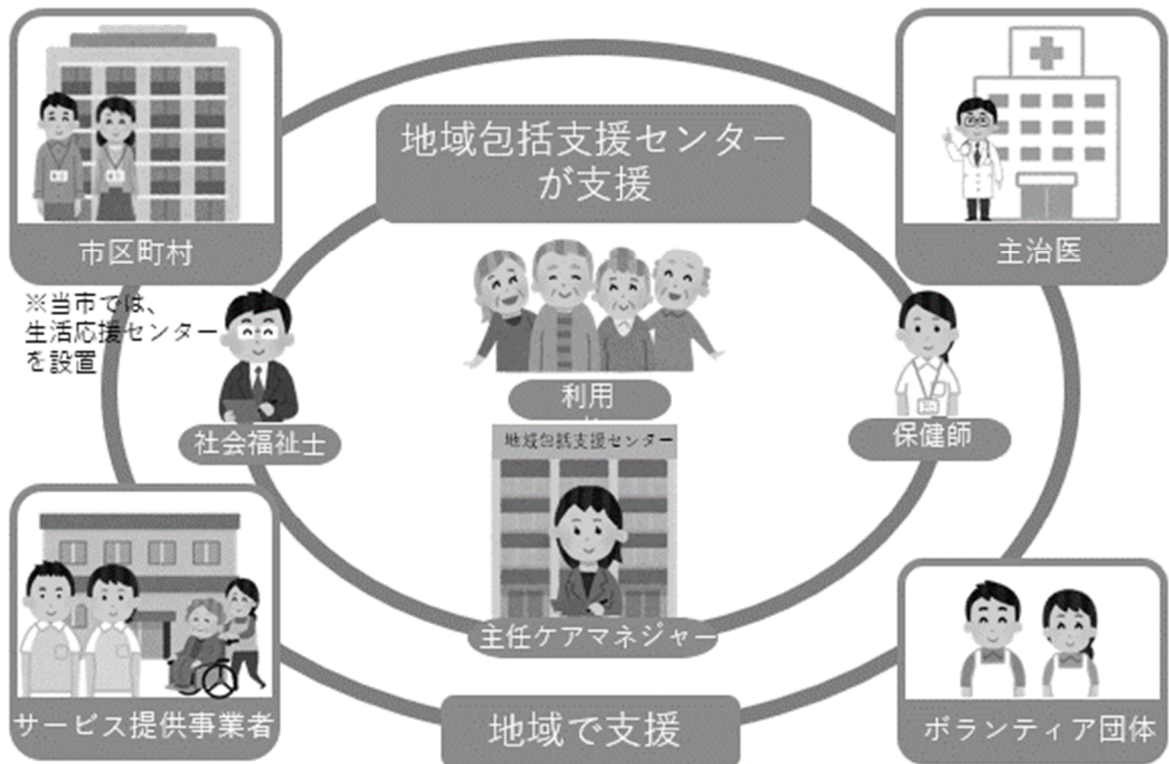 市区町村
※当市では、
生活応援センター
を設置
主治医
地域包括支援センター
が支援
利用
社会福祉士
保健師
地域包括支援センター
主任ケアマネジャー
サービス提供事業者
地域で支援
ボランティア団体